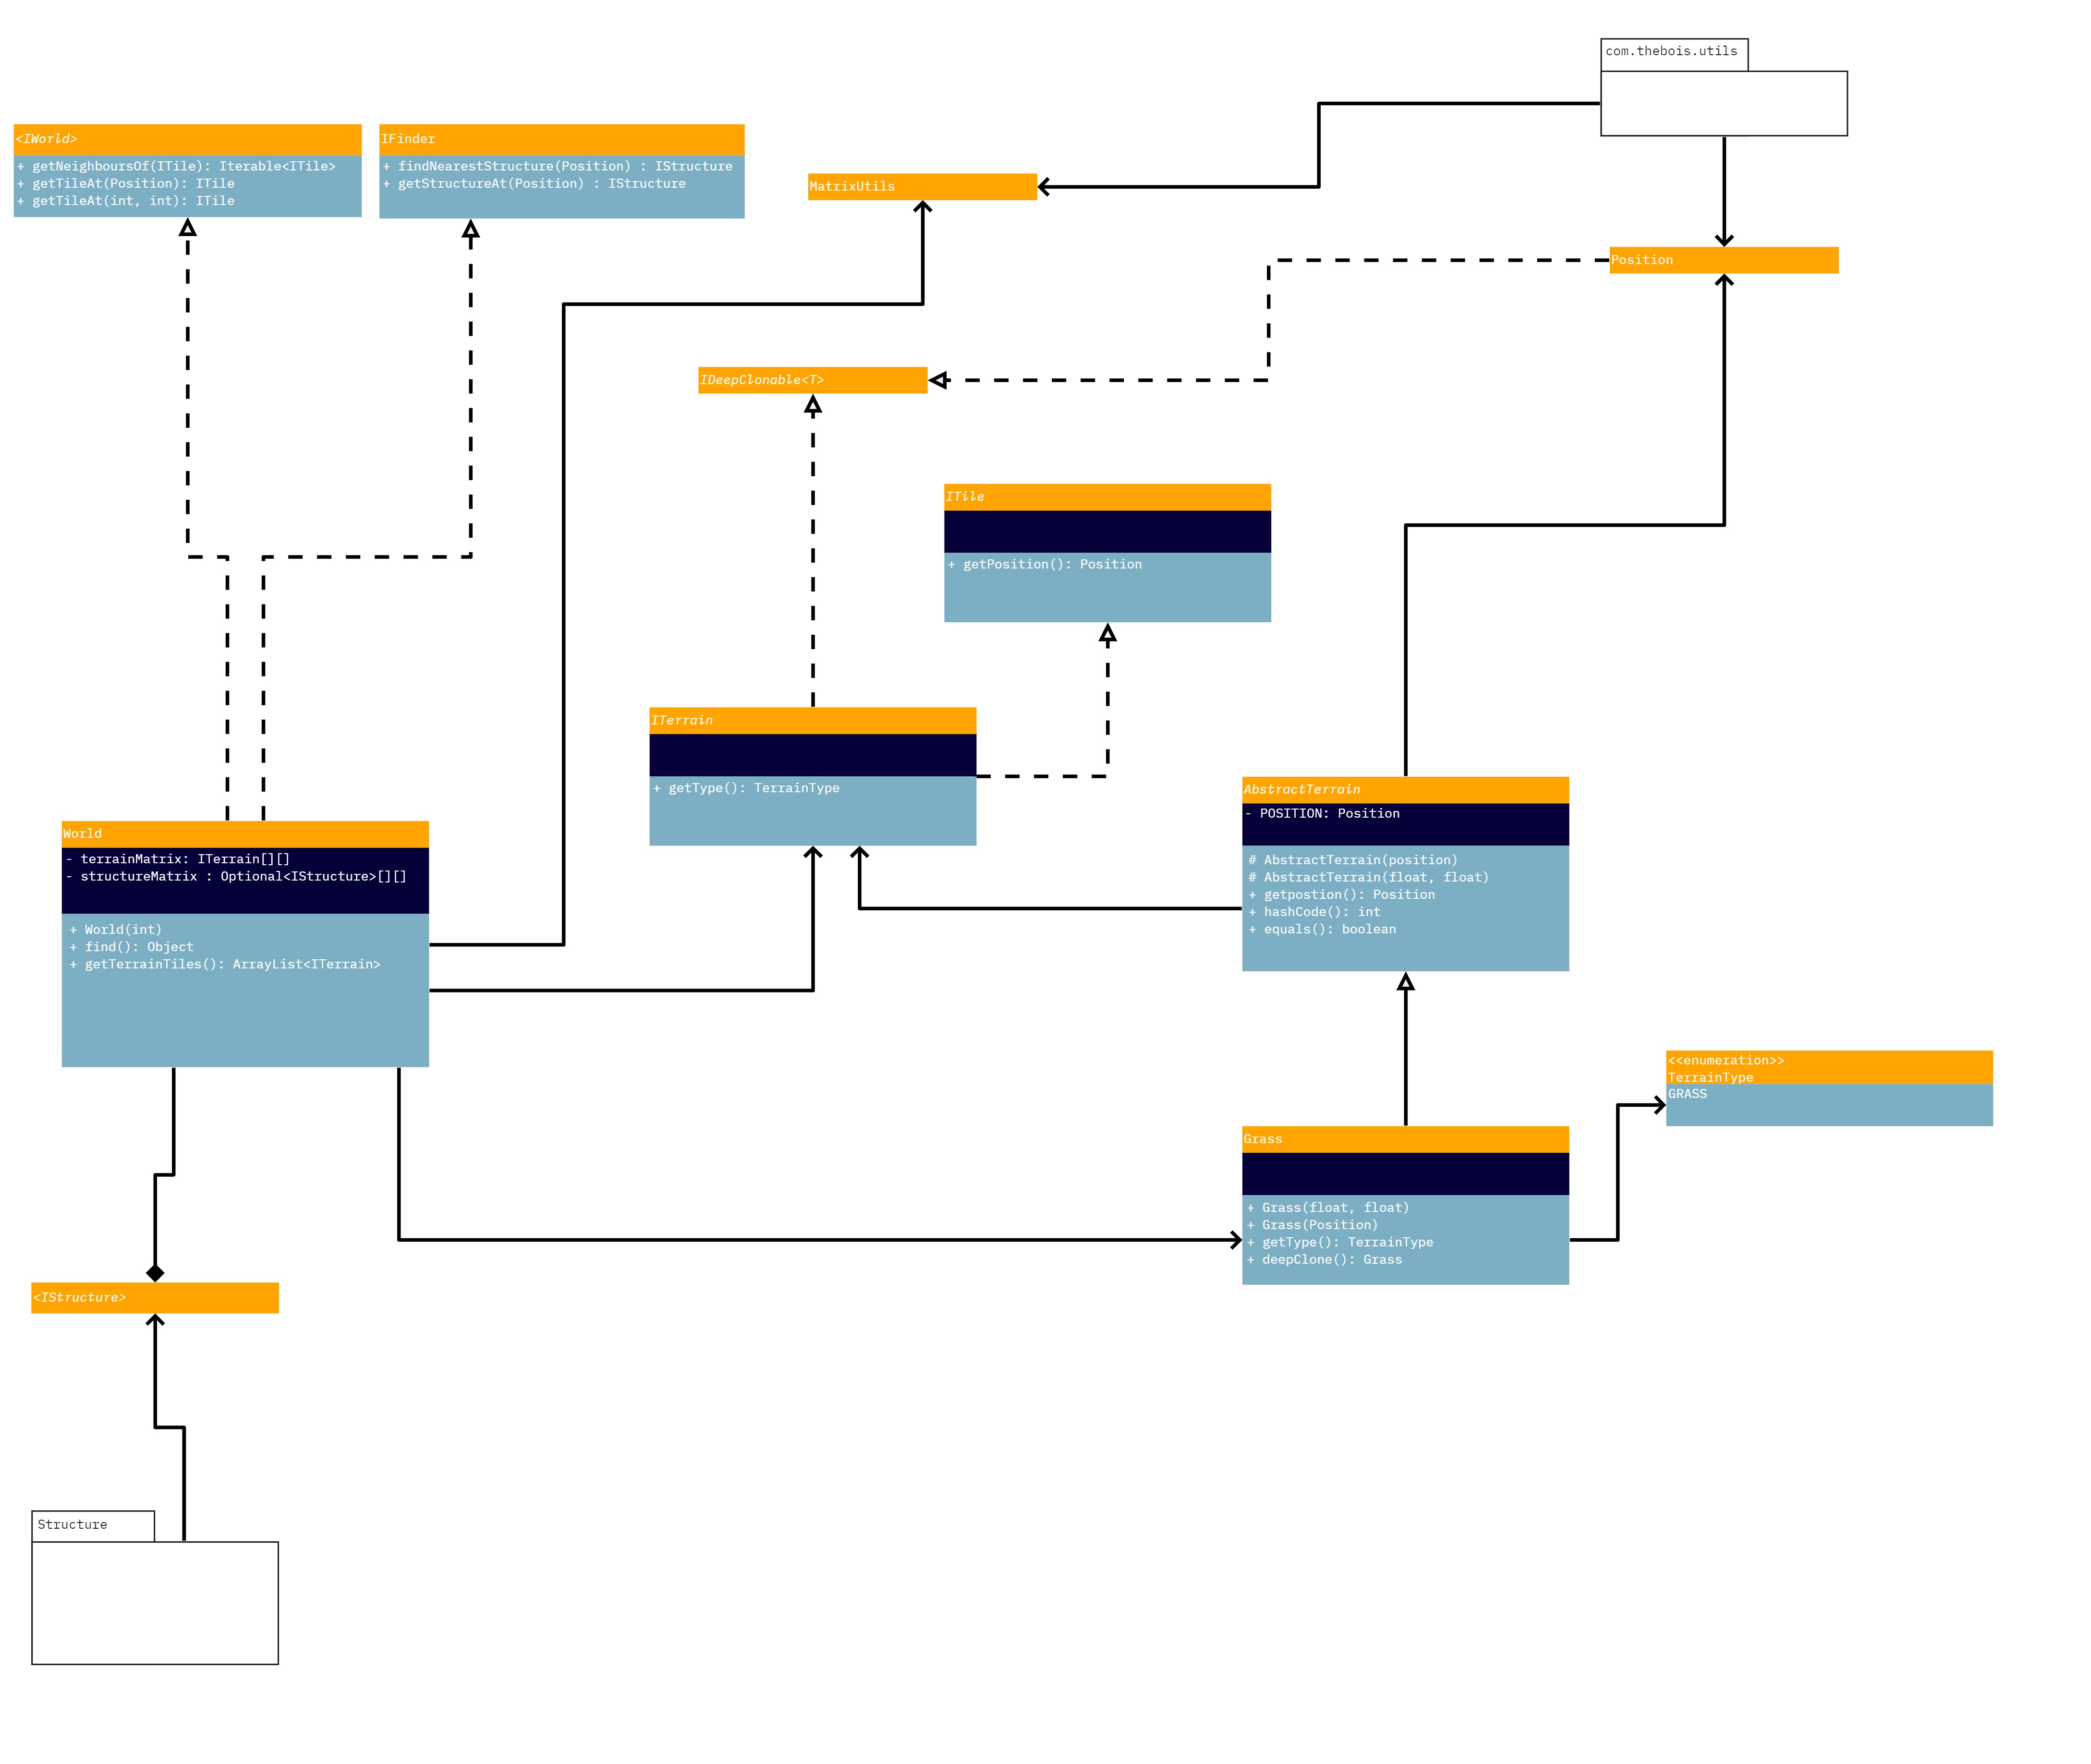 com.thebois.utils
<IWorld>
+ getNeighboursOf(ITile): Iterable<ITile>
+ getTileAt(Position): ITile
+ getTileAt(int, int): ITile
IFinder
+ findNearestStructure(Position) : IStructure
+ getStructureAt(Position) : IStructure
MatrixUtils
Position
IDeepClonable<T>
ITile
+ getPosition(): Position
ITerrain
+ getType(): TerrainType
AbstractTerrain
- POSITION: Position
# AbstractTerrain(position)
# AbstractTerrain(float, float)
+ getpostion(): Position
+ hashCode(): int
+ equals(): boolean
World
- terrainMatrix: ITerrain[][]
- structureMatrix : Optional<IStructure>[][]
+ World(int)
+ find(): Object
+ getTerrainTiles(): ArrayList<ITerrain>
<<enumeration>>
TerrainType
GRASS
Grass
+ Grass(float, float)
+ Grass(Position)
+ getType(): TerrainType
+ deepClone(): Grass
<IStructure>
Structure